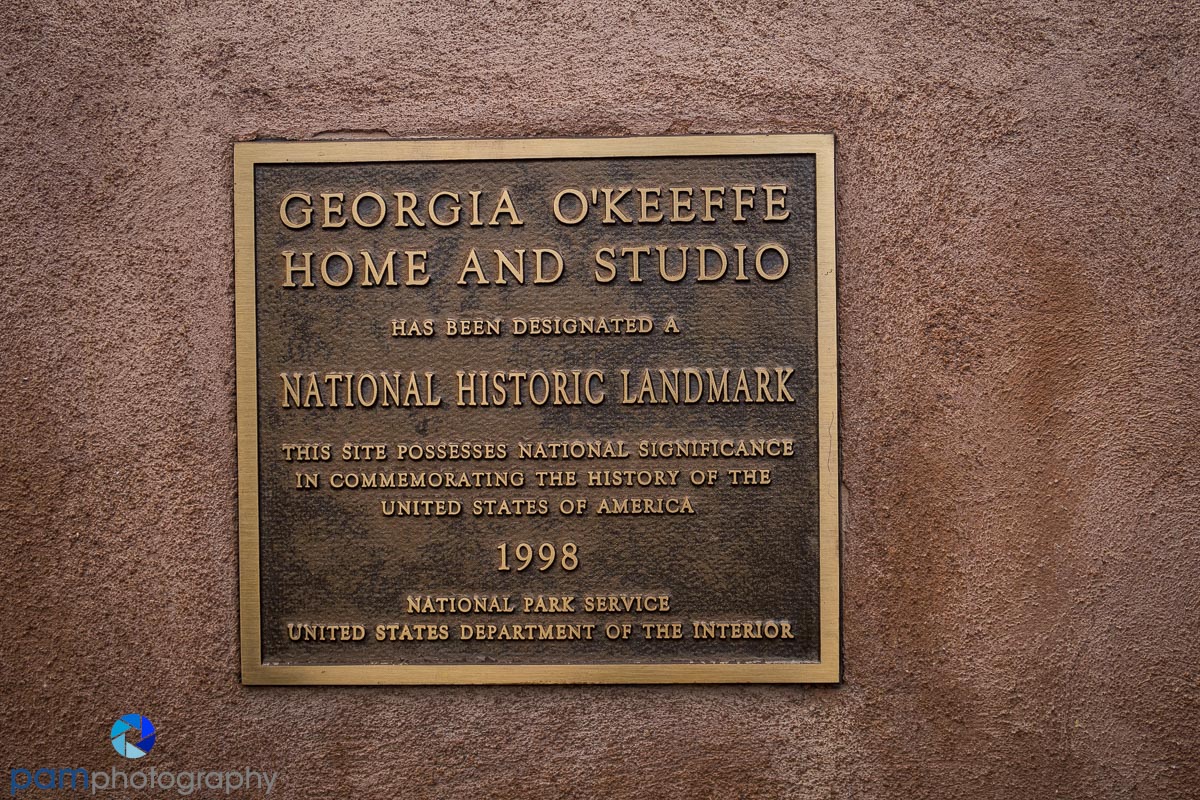 GEORGIA O'KEEFFE
HOME AND STUDIO
HAS BEEN DESIGNATED A
NATIONAL HISTORIC LANDMARK
THIS SITE POSSESSES NATIONAL SIGNIFICANCE
IN COMMEMORATING THE HISTORY OF THE
UNITED STATES OF AMERICA
1998
NATIONAL PARK SERVICE
UNITED STATES DEPARTMENT OF THE INTERIOR
pamphotography